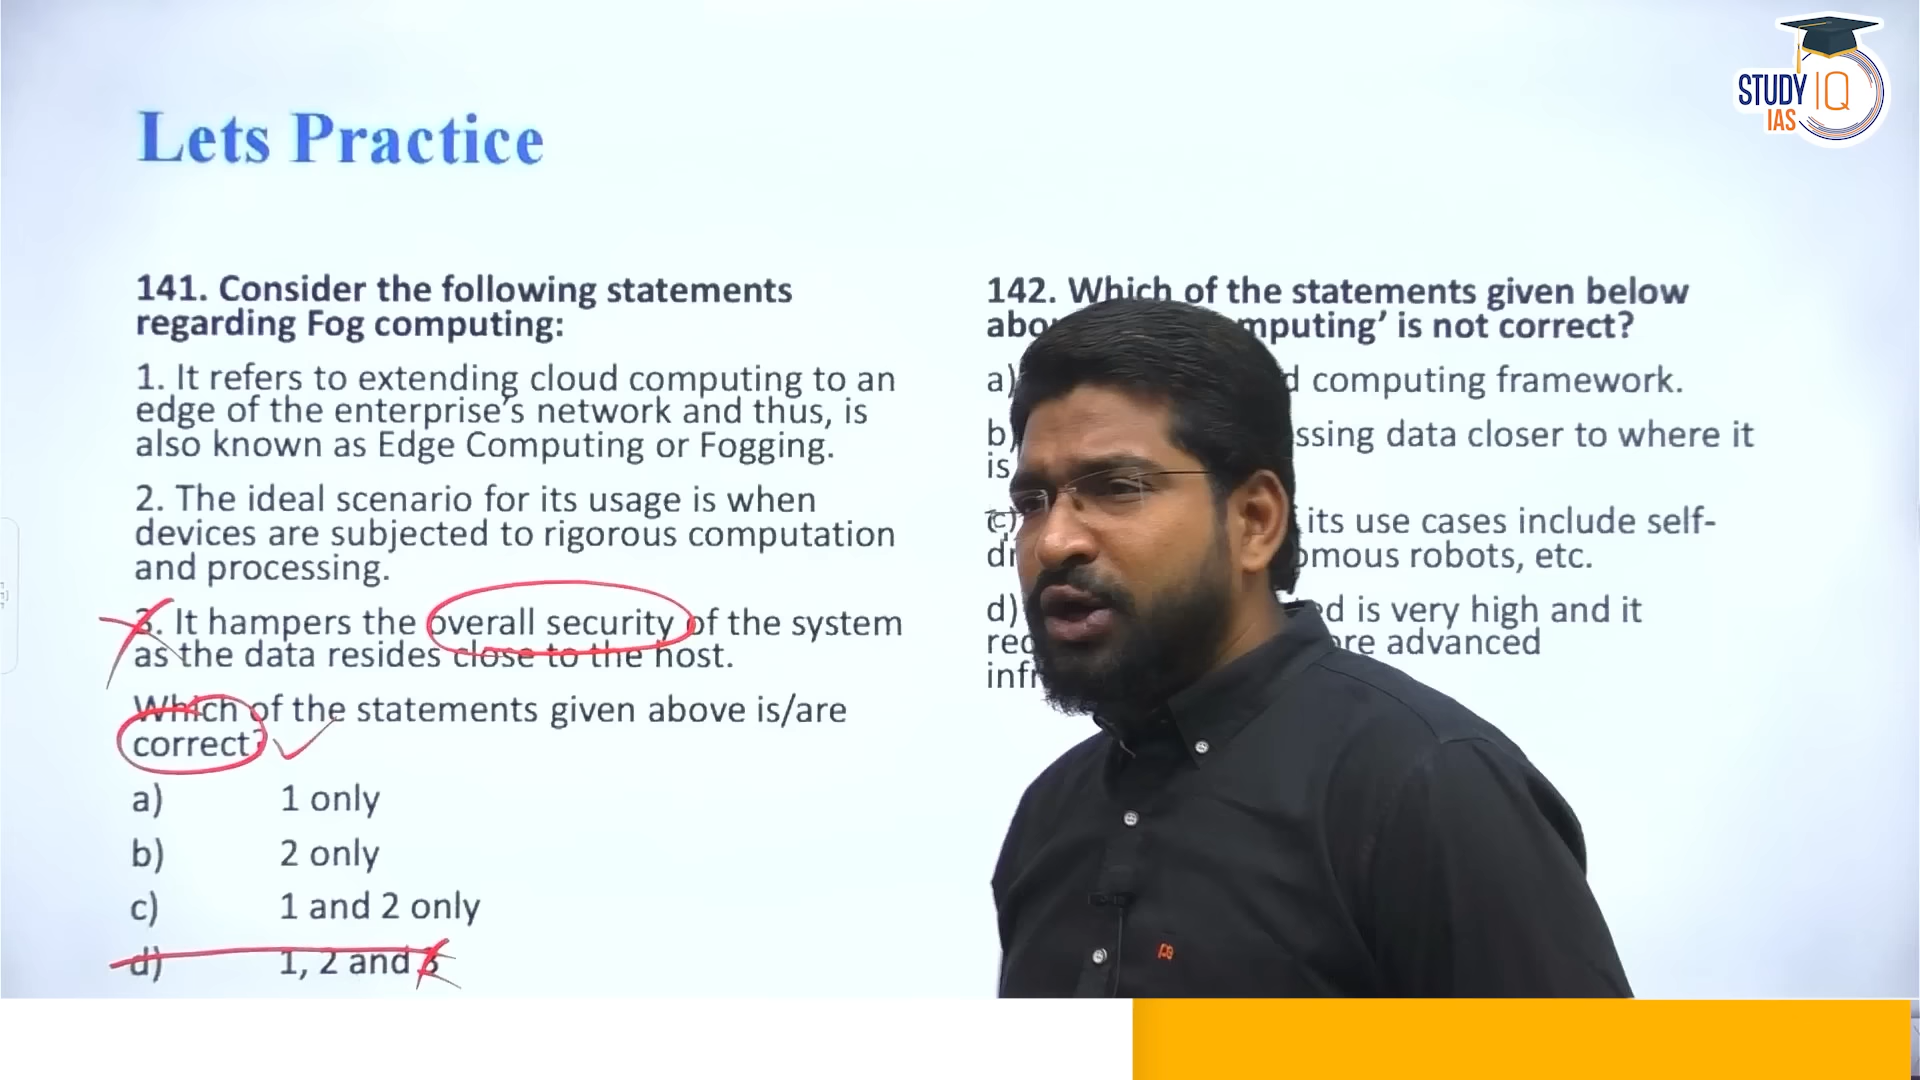 STUDY IQ
IAS
Lets Practice
141. Consider the following statements
regarding Fog computing:
1. It refers to extending cloud computing to an
edge of the enterprise's network and thus, is
also known as Edge Computing or Fogging.
2. The ideal scenario for its usage is when
devices are subjected to rigorous computation
and processing.
3. It hampers the overall security of the system
as the data resides close to the host.
Which of the statements given above is/are
correct?
a) 1 only
b) 2 only
c) 1 and 2 only
d) 1, 2 and 3
142. Which of the statements given below
computing' is not correct?
a) computing framework.
b) data closer to where it
is
c) its use cases include self-
robots, etc.
d) is very high and it
advanced